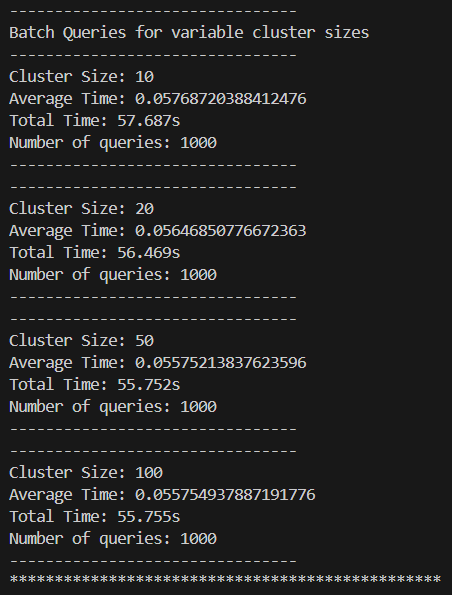 --------------------------------
Batch Queries for variable cluster sizes
--------------------------------
Cluster Size: 10
Average Time: 0.05768720388412476
Total Time: 57.687s
Number of queries: 1000
--------------------------------
--------------------------------
Cluster Size: 20
Average Time: 0.05646850776672363
Total Time: 56.469s
Number of queries: 1000
--------------------------------
--------------------------------
Cluster Size: 50
Average Time: 0.05575213837623596
Total Time: 55.752s
Number of queries: 1000
--------------------------------
--------------------------------
Cluster Size: 100
Average Time: 0.055754937887191776
Total Time: 55.755s
Number of queries: 1000
--------------------------------
************************************************